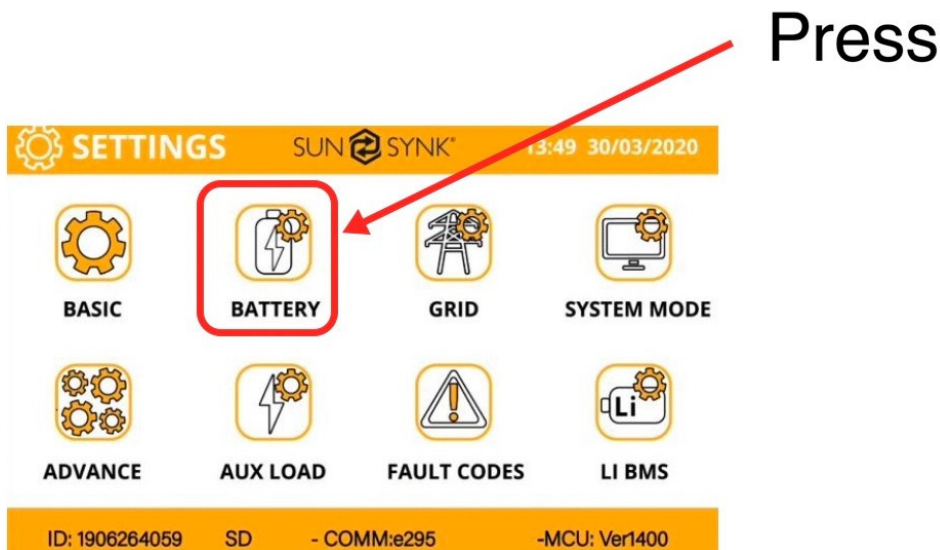 Press
SETTINGS SUN SYNK® 13:49 30/03/2020
BASIC BATTERY GRID SYSTEM MODE
Li
ADVANCE AUX LOAD FAULT CODES LI BMS
ID: 1906264059 SD - COMM:e295 -MCU: Ver1400